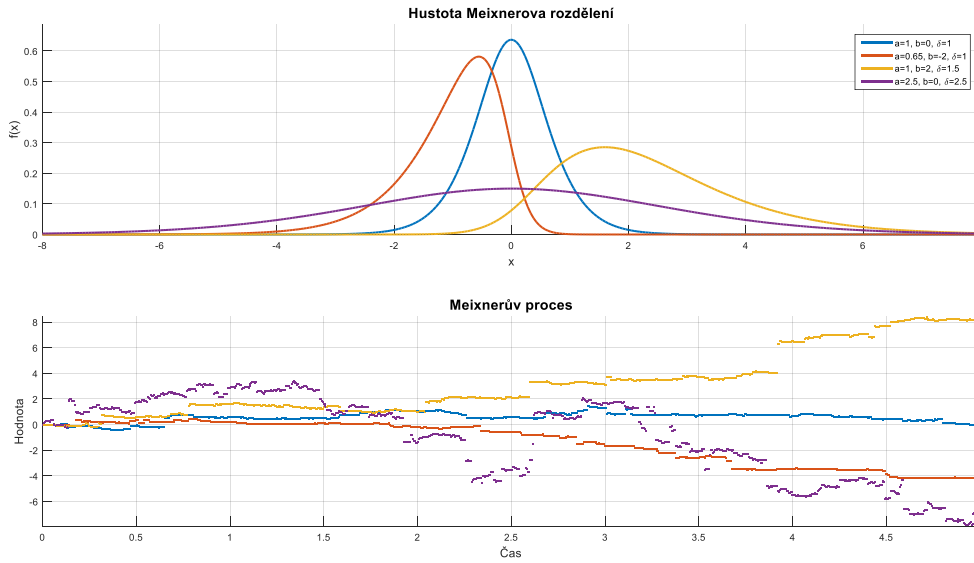 Hustota Meixnerova rozdělení
f(x)
0.6
0.5
0.4
0.3
0.2
0.1
0
-8 -6 -4 -2 0 2 4 6
x
a=1, b=0, δ=1
a=0.65, b=-2, δ=1
a=1, b=2, δ=1.5
a=2.5, b=0, δ=2.5
Meixnerův proces
Hodnota
8
6
4
2
0
-2
-4
-6
0 0.5 1 1.5 2 2.5 3 3.5 4 4.5
Čas